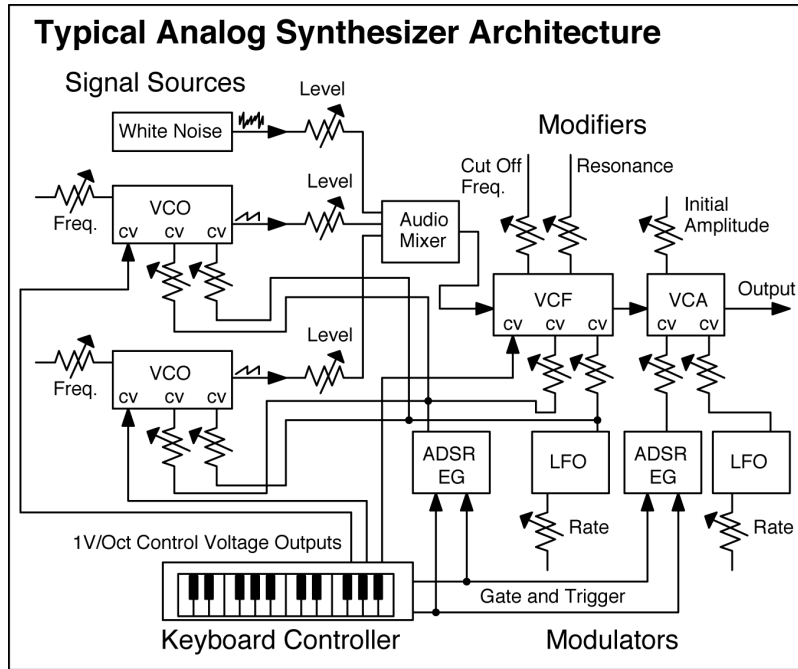 Typical Analog Synthesizer Architecture
Signal Sources
Level
White Noise
Modifiers
Cut Off
Freq.
Resonance
Level
VCO
Freq.
cv cv cv
Audio
Mixer
Initial
Amplitude
VCF
cv cv cv
VCA
cv cv
Output
Level
VCO
Freq.
cv cv cv
ADSR
EG
LFO
ADSR
EG
LFO
Rate
Rate
1V/Oct Control Voltage Outputs
Gate and Trigger
Keyboard Controller
Modulators